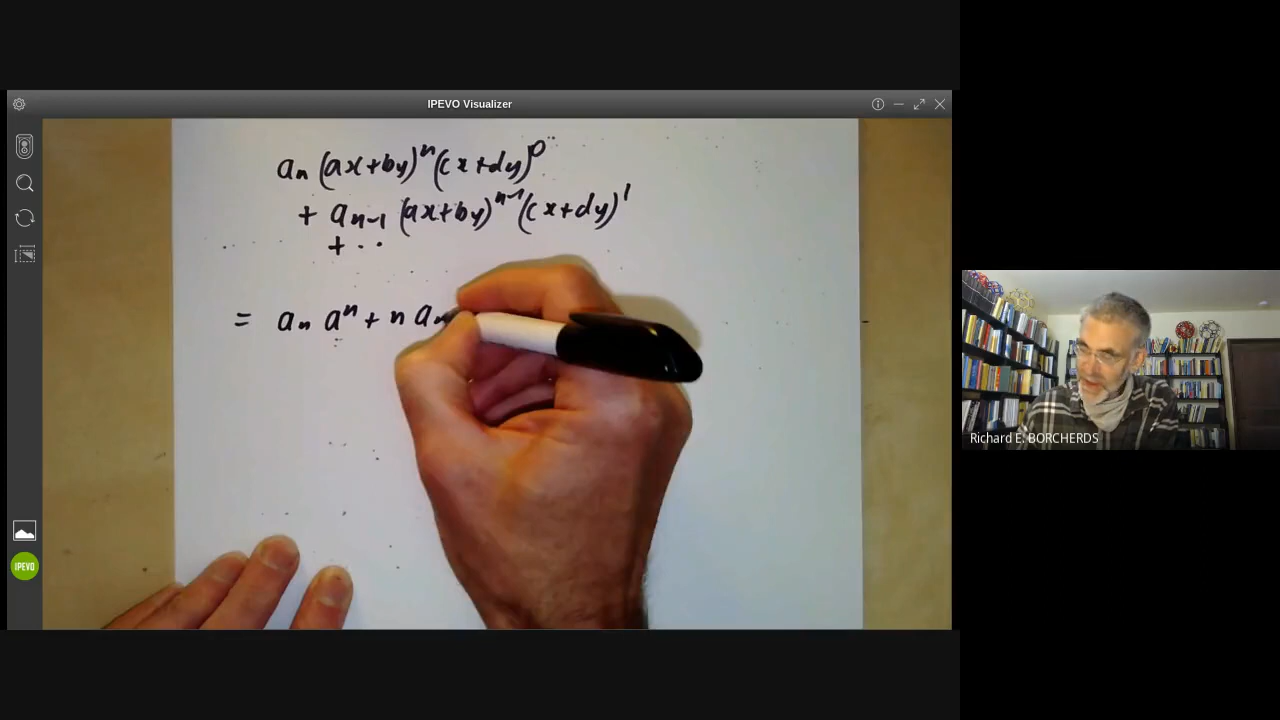 IPEVO Visualizer
aₙ (ax+by)ⁿ (cx+dy)⁰
+ aₙ₋₁ (ax+by)ⁿ⁻¹ (cx+dy)¹
+ ··
= aₙ aⁿ + n aₙ
Richard E. BORCHERDS
IPEVO